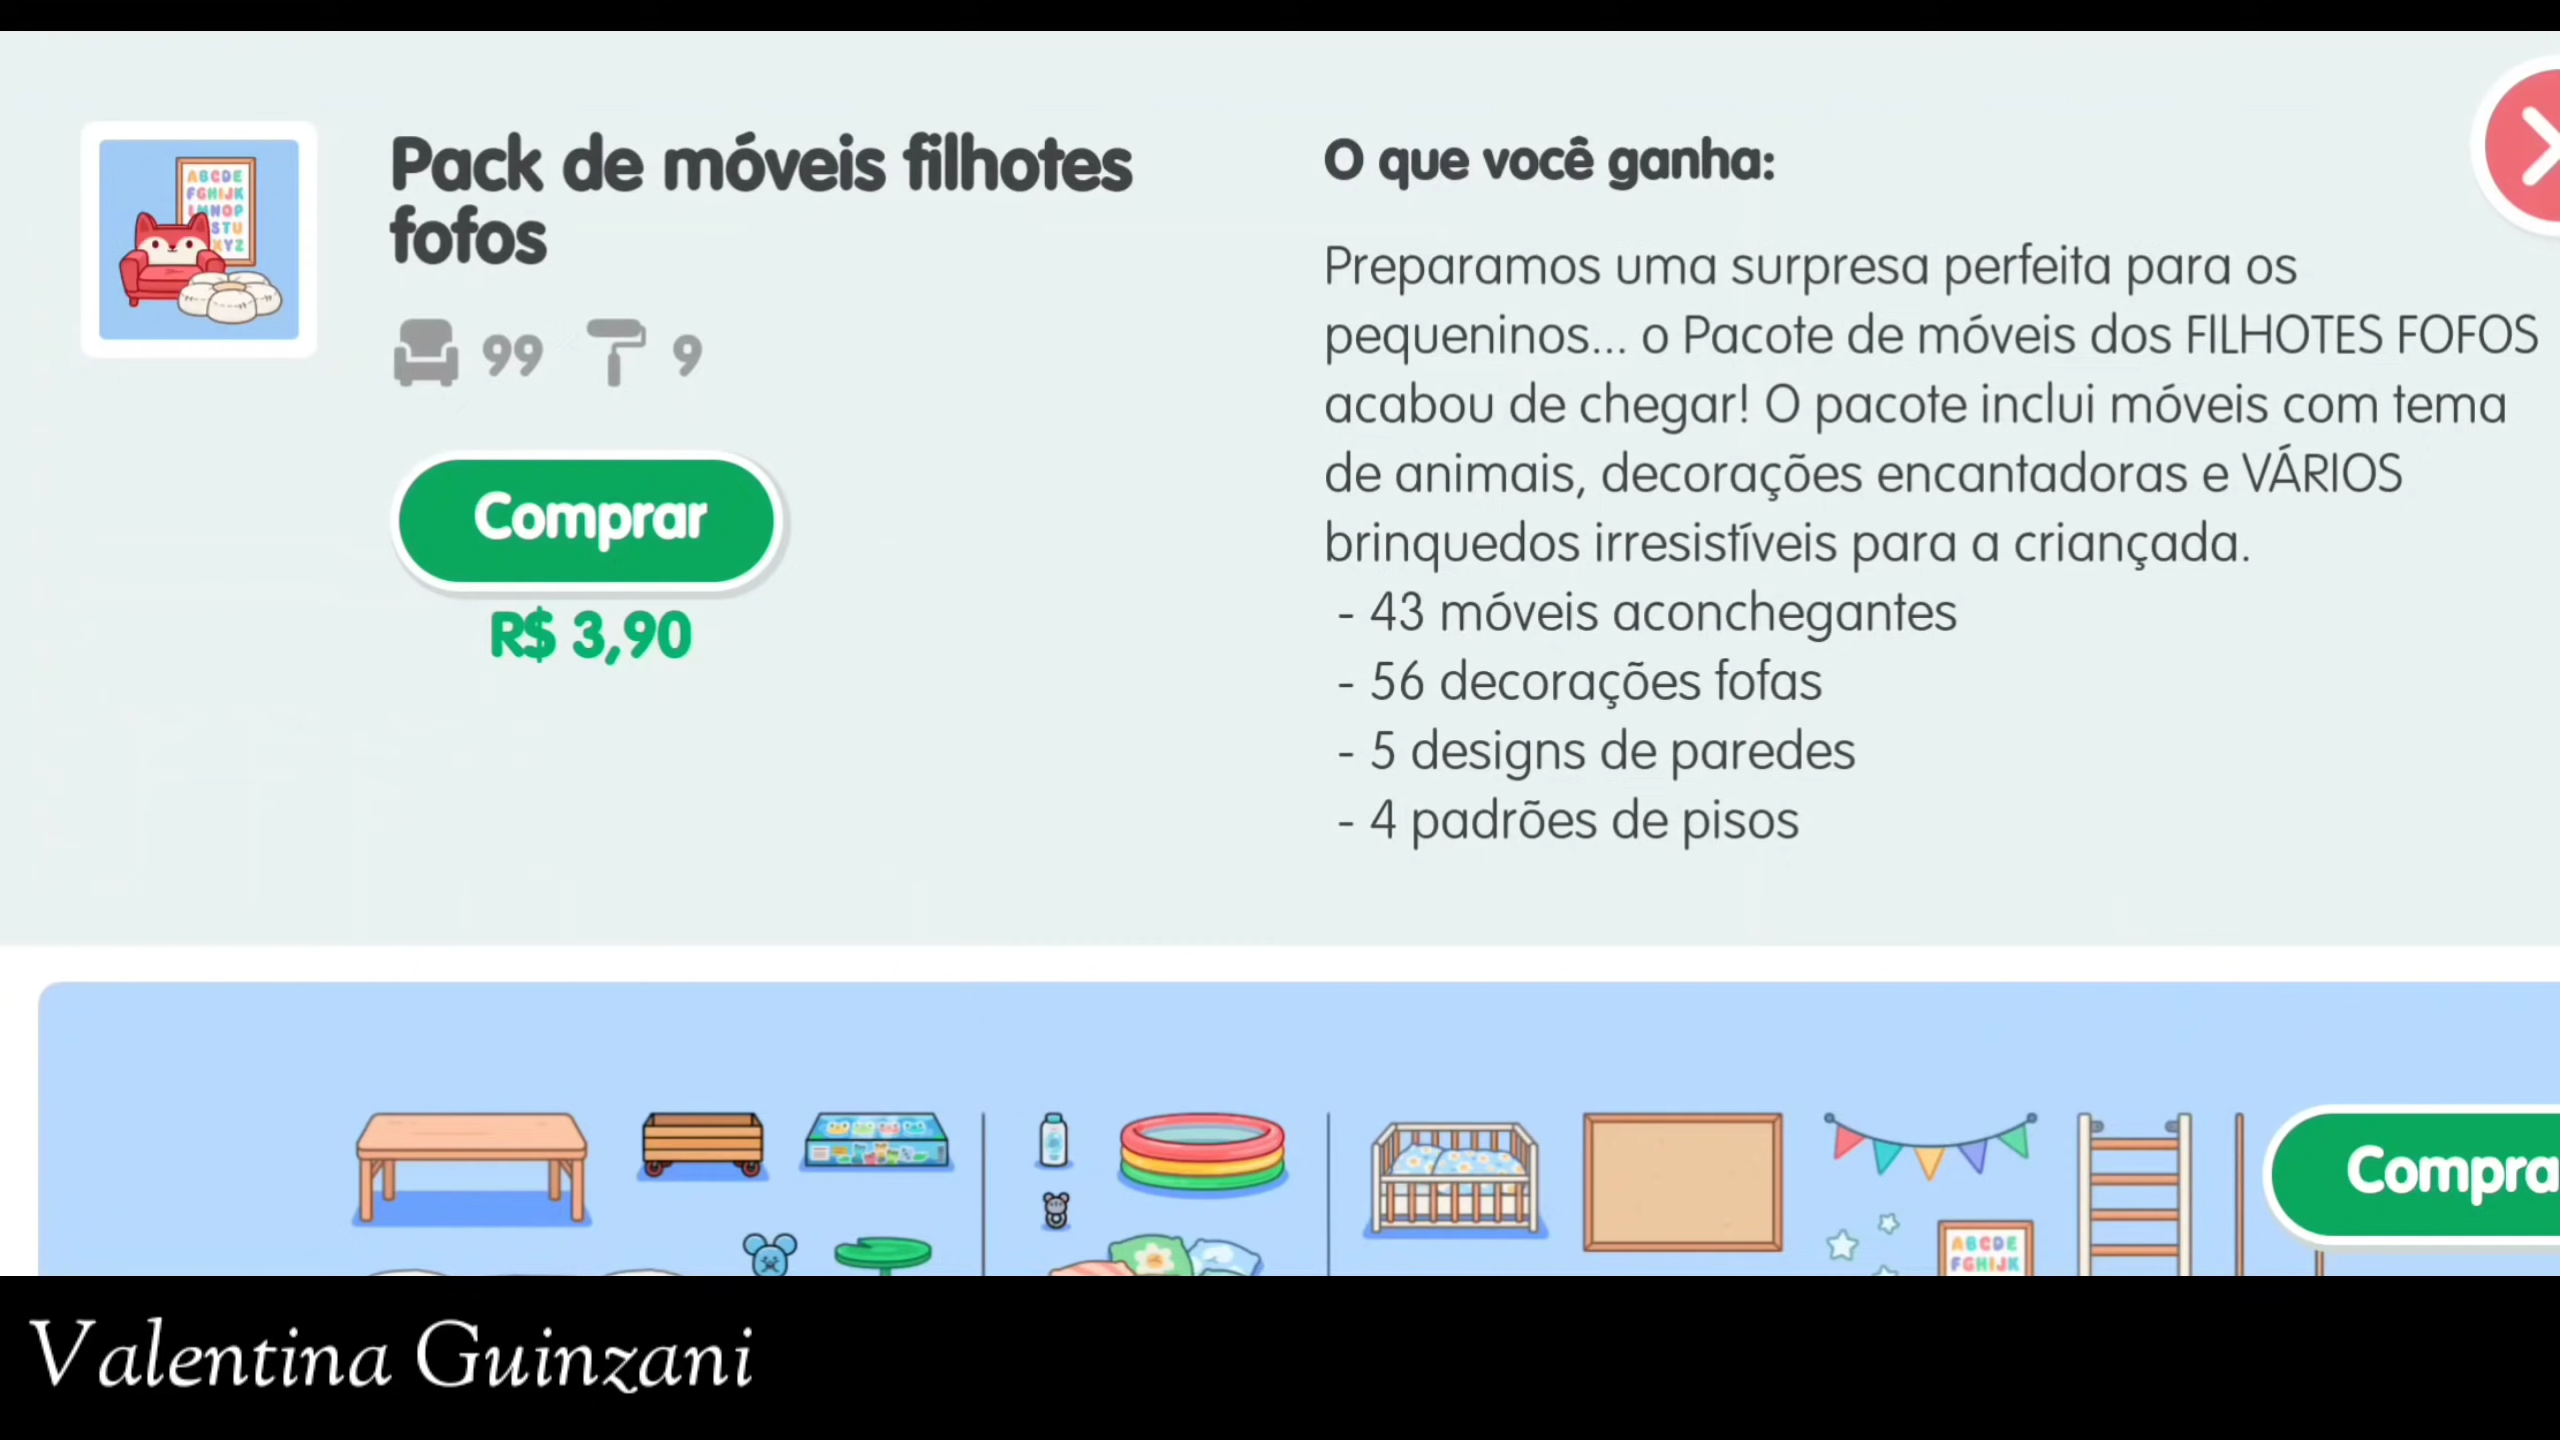 Pack de móveis filhotes
fofos
99 9
Comprar
R$ 3,90
O que você ganha:
Preparamos uma surpresa perfeita para os
pequeninos... o Pacote de móveis dos FILHOTES FOFOS
acabou de chegar! O pacote inclui móveis com tema
de animais, decorações encantadoras e VÁRIOS
brinquedos irresistíveis para a criançada.
- 43 móveis aconchegantes
- 56 decorações fofas
- 5 designs de paredes
- 4 padrões de pisos
ABCDE
FGHIJK
Compra
Valentina Guinzani